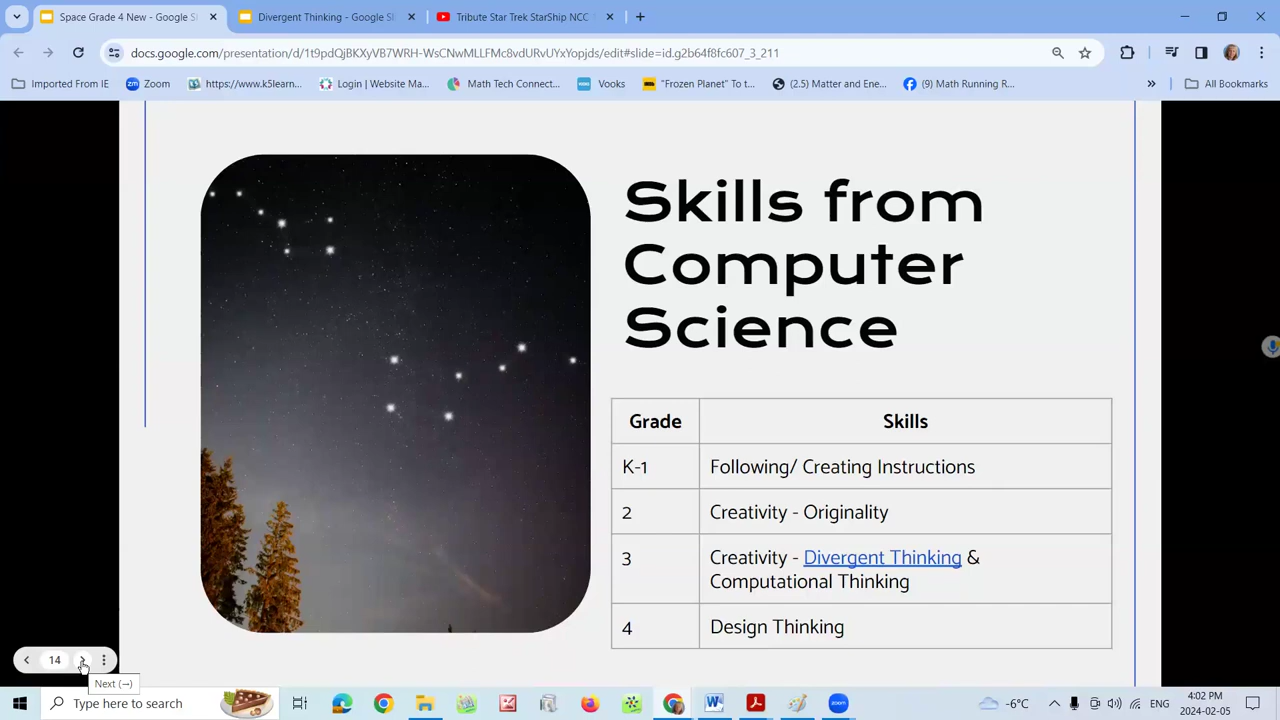 Space Grade 4 New - Google Sl
Divergent Thinking - Google Sl
Tribute Star Trek StarShip NCC
docs.google.com/presentation/d/1t9pdQjBKXyVB7WRH-WsCNwMLLFMc8vdURvUYxYopjds/edit#slide=id.g2b64f8fc607_3_211
Imported From IE
Zoom
https://www.k5learn...
Login | Website Ma...
Math Tech Connect...
Vooks
"Frozen Planet" To t...
(2.5) Matter and Ene...
(9) Math Running R...
All Bookmarks
Skills from
Computer
Science
Grade Skills
K-1 Following/ Creating Instructions
2 Creativity - Originality
3 Creativity - Divergent Thinking &
Computational Thinking
4 Design Thinking
14
Next (→)
Type here to search
-6°C
ENG
4:02 PM
2024-02-05